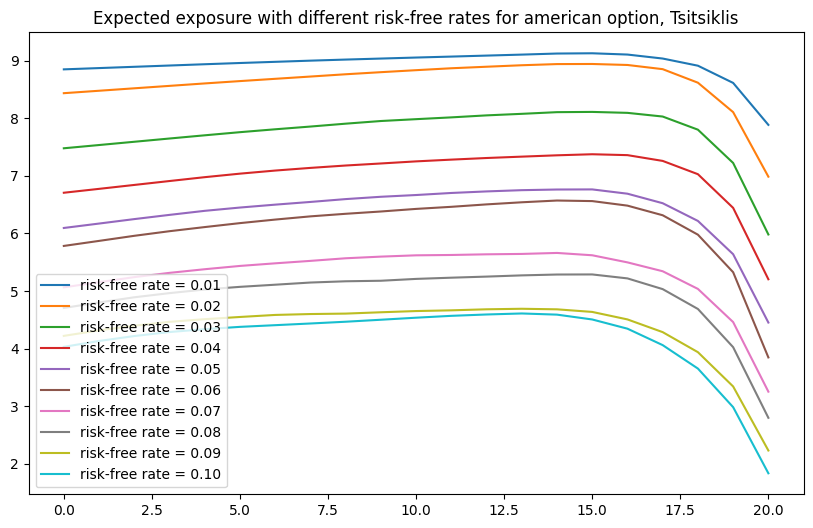 Expected exposure with different risk-free rates for american option, Tsitsiklis
9
8
7
6
5
4
3
2
risk-free rate = 0.01
risk-free rate = 0.02
risk-free rate = 0.03
risk-free rate = 0.04
risk-free rate = 0.05
risk-free rate = 0.06
risk-free rate = 0.07
risk-free rate = 0.08
risk-free rate = 0.09
risk-free rate = 0.10
0.0 2.5 5.0 7.5 10.0 12.5 15.0 17.5 20.0